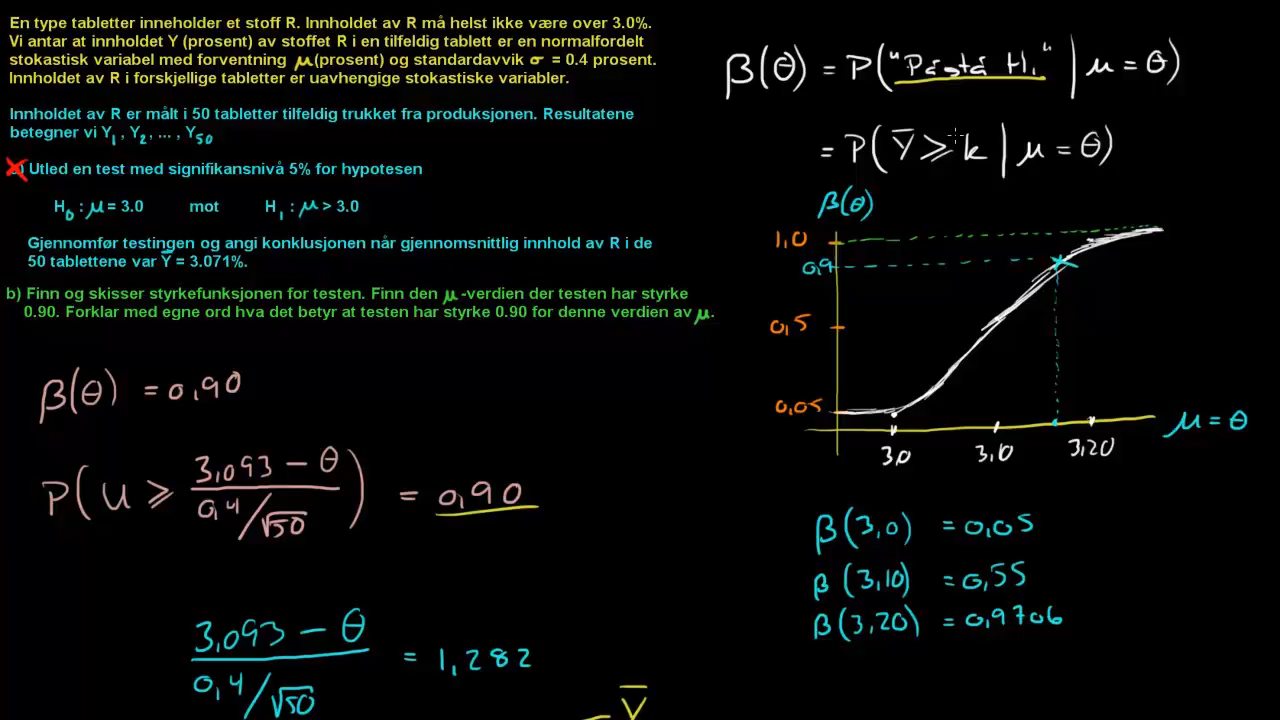 En type tabletter inneholder et stoff R. Innholdet av R må helst ikke være over 3.0%.
Vi antar at innholdet Y (prosent) av stoffet R i en tilfeldig tablett er en normalfordelt
stokastisk variabel med forventning μ (prosent) og standardavvik σ = 0.4 prosent.
Innholdet av R i forskjellige tabletter er uavhengige stokastiske variabler.
Innholdet av R er målt i 50 tabletter tilfeldig trukket fra produksjonen. Resultatene
betegner vi Y₁ , Y₂ , ... , Y₅₀
a) Utled en test med signifikansnivå 5% for hypotesen
H₀ : μ = 3.0 mot H₁ : μ > 3.0
Gjennomfør testingen og angi konklusjonen når gjennomsnittlig innhold av R i de
50 tablettene var Ȳ = 3.071%.
b) Finn og skisser styrkefunksjonen for testen. Finn den μ -verdien der testen har styrke
0.90. Forklar med egne ord hva det betyr at testen har styrke 0.90 for denne verdien av μ.
β(θ) = 0,90
P(U ≥ (3,093 − θ)/(0,4/√50)) = 0,90
(3,093 − θ)/(0,4/√50) = 1,282
Ȳ
β(θ) = P("Påstå H₁" | μ = θ)
= P(Ȳ ≥ k | μ = θ)
β(θ)
1,0
0,9
0,5
0,05
3,0 3,10 3,20
μ = θ
β(3,0) = 0,05
β(3,10) = 0,55
β(3,20) = 0,9706